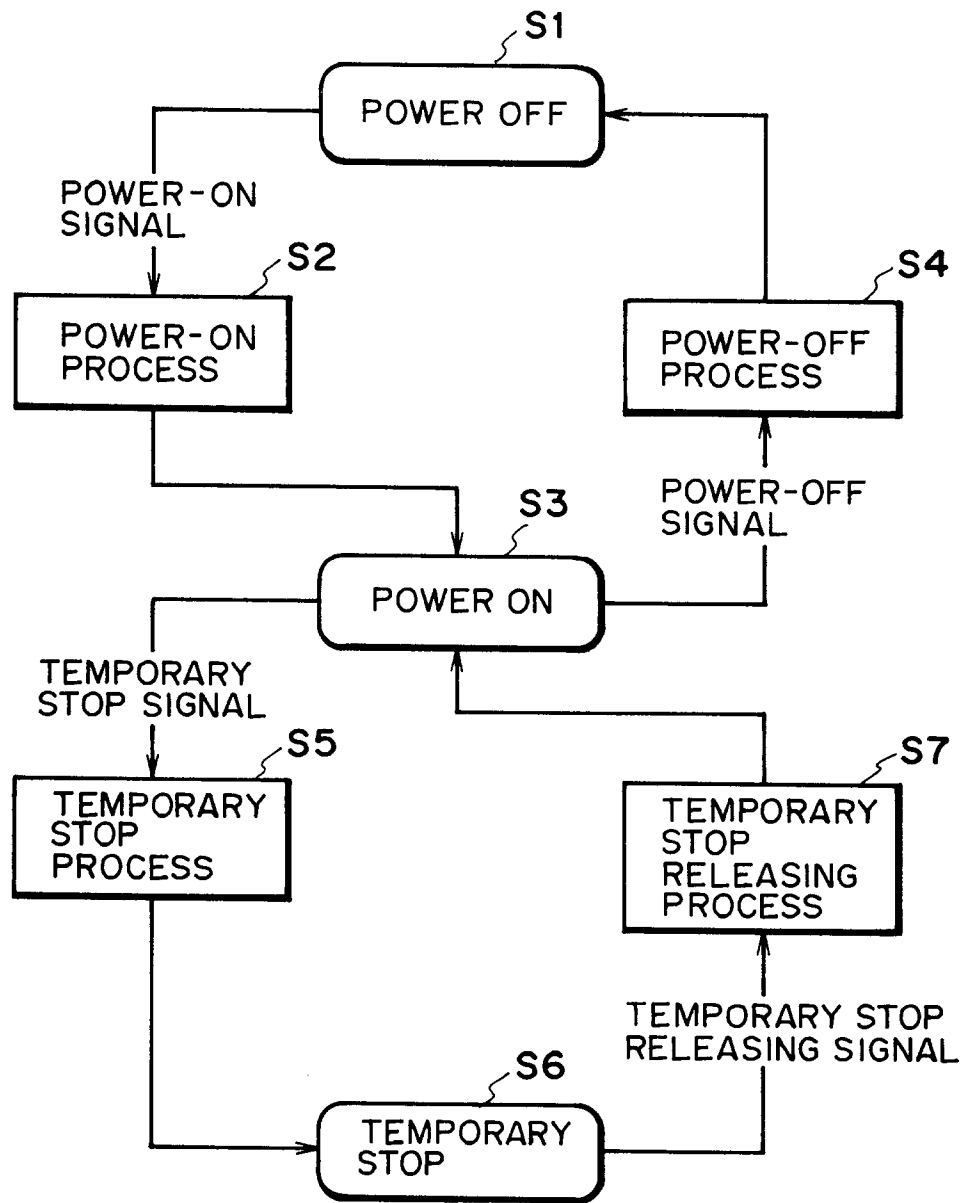 S1
POWER OFF
POWER-ON
SIGNAL
S2
POWER-ON
PROCESS
S4
POWER-OFF
PROCESS
POWER-OFF
SIGNAL
S3
POWER ON
TEMPORARY
STOP SIGNAL
S5
TEMPORARY
STOP
PROCESS
S7
TEMPORARY
STOP
RELEASING
PROCESS
TEMPORARY STOP
RELEASING SIGNAL
S6
TEMPORARY
STOP